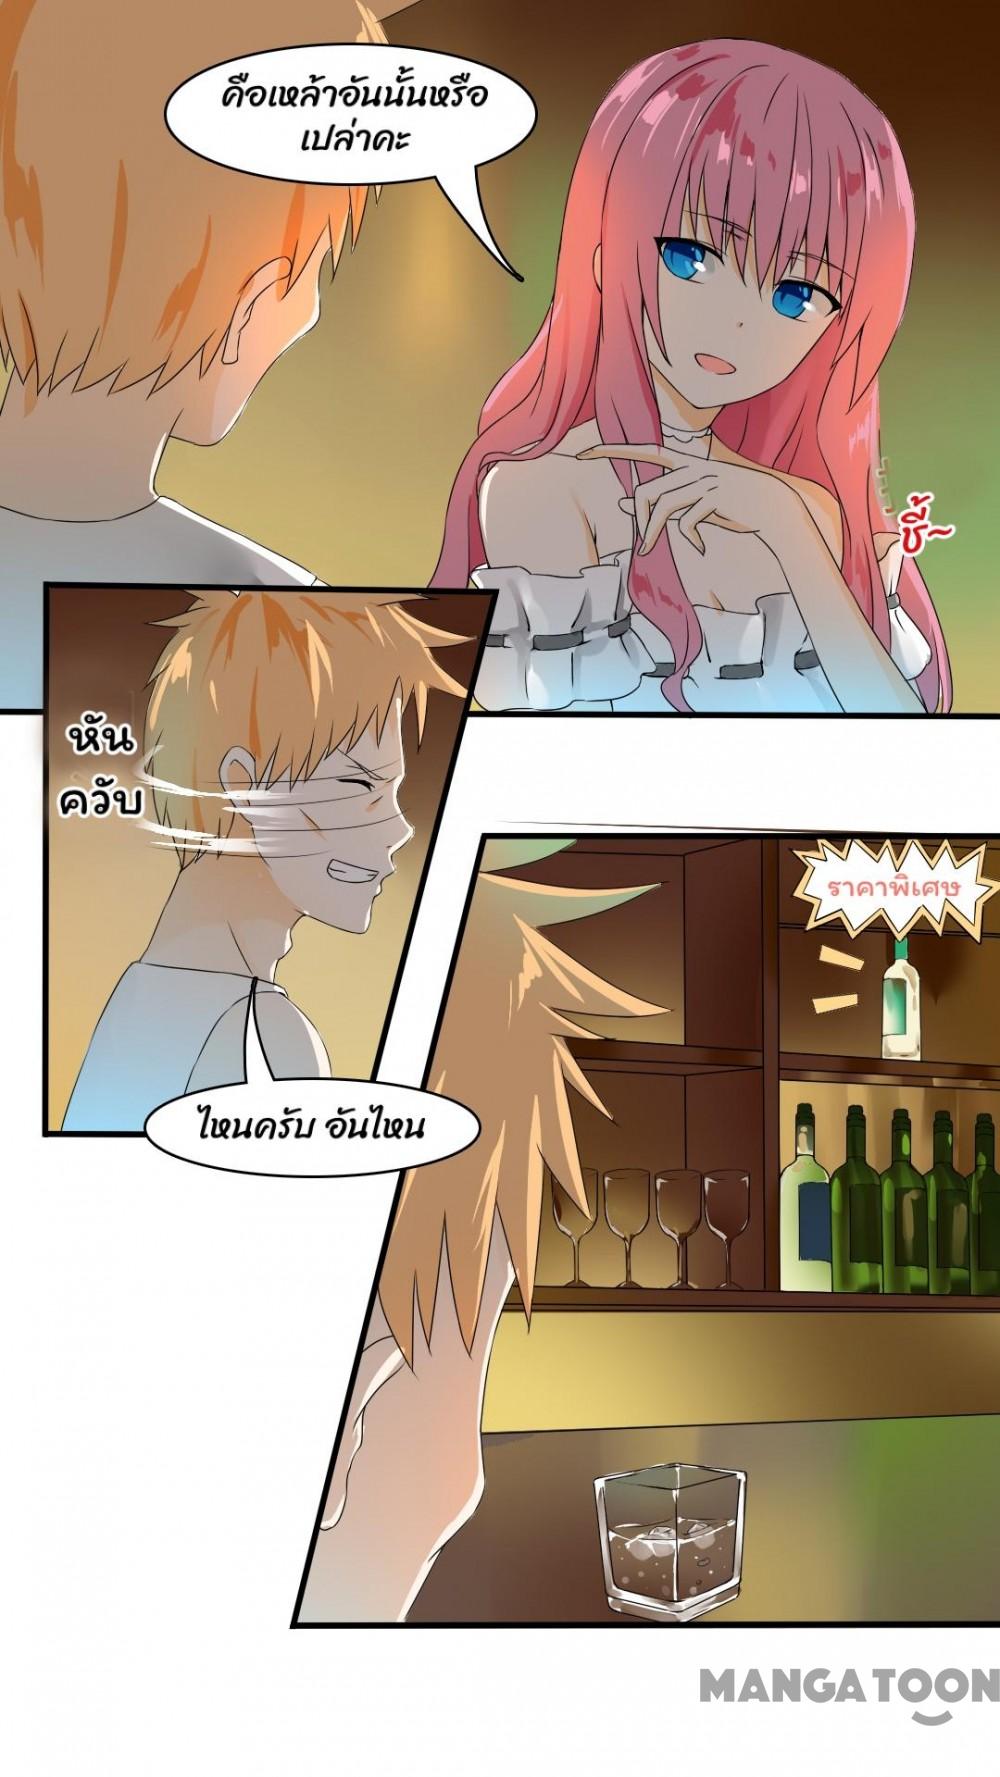 คือเหล้าอันนั้นหรือ
เปล่าคะ
ชี้~
หัน
ควับ
ราคาพิเศษ
ไหนครับ อันไหน
MANGATOON